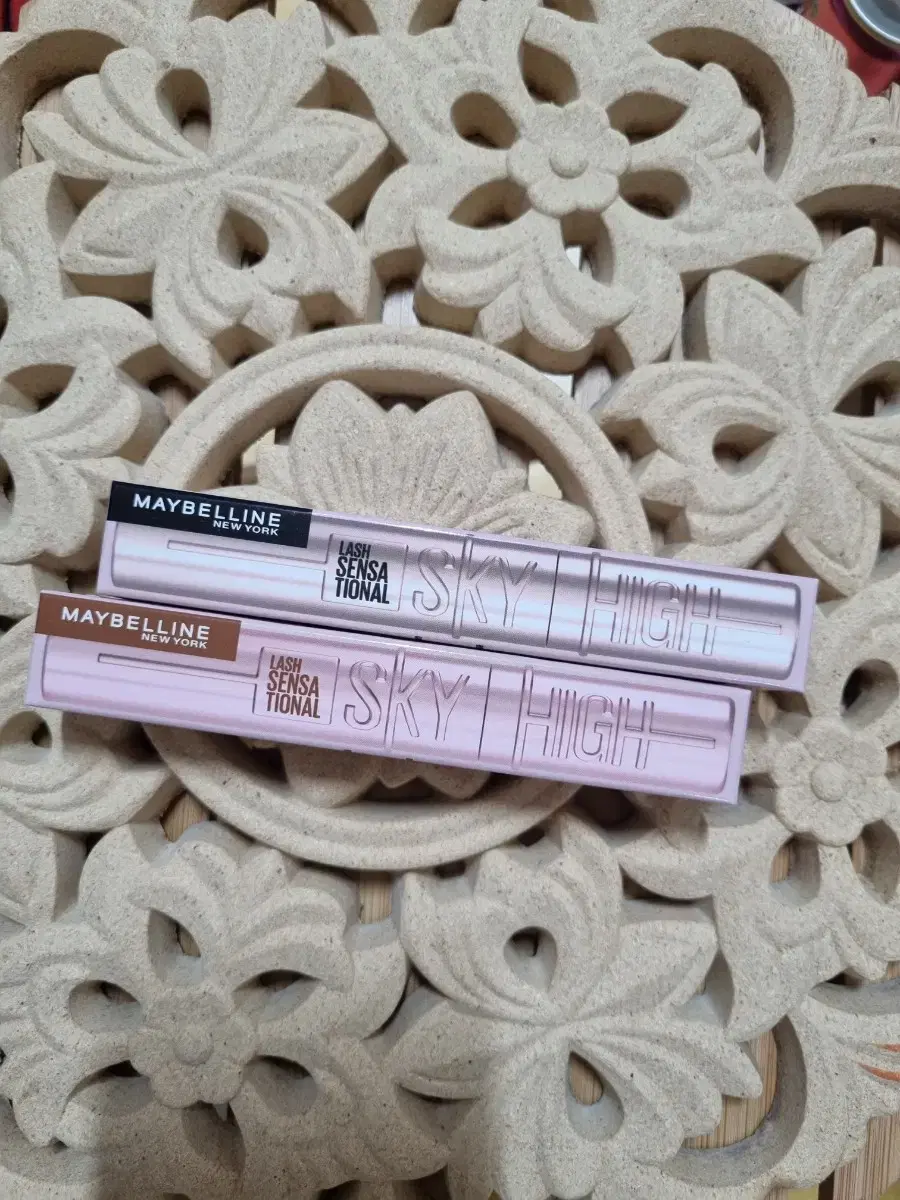 MAYBELLINE
NEW YORK
LASH
SENSA
TIONAL
SKY HIGH
MAYBELLINE
NEW YORK
LASH
SENSA
TIONAL
SKY HIGH